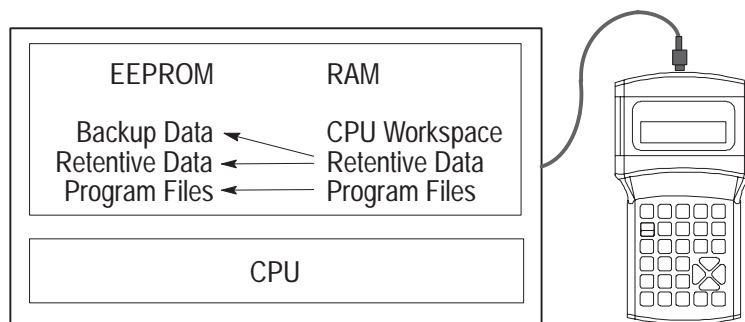 EEPROM RAM
Backup Data CPU Workspace
Retentive Data Retentive Data
Program Files Program Files
CPU